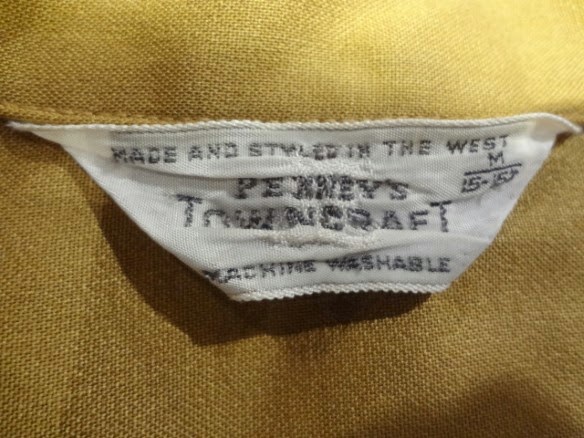 MADE AND STYLED IN THE WEST
M
15-15½
PENNEY'S
TOWNCRAFT
MACHINE WASHABLE